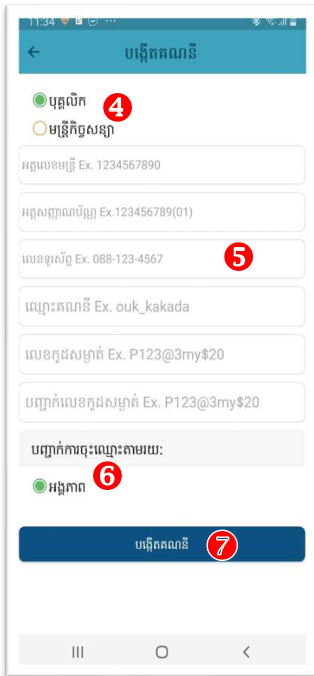 11:34
បង្កើតគណនី
បុគ្គលិក
4
មន្ត្រីកិច្ចសន្យា
អត្តលេខមន្ត្រី Ex. 1234567890
អត្តសញ្ញាណប័ណ្ណ Ex.123456789(01)
លេខទូរស័ព្ទ Ex. 088-123-4567
5
ឈ្មោះគណនី Ex. ouk_kakada
លេខកូដសម្ងាត់ Ex. P123@3my$20
បញ្ជាក់លេខកូដសម្ងាត់ Ex. P123@3my$20
បញ្ជាក់ការចុះឈ្មោះតាមរយ:
6
អង្គភាព
បង្កើតគណនី
7